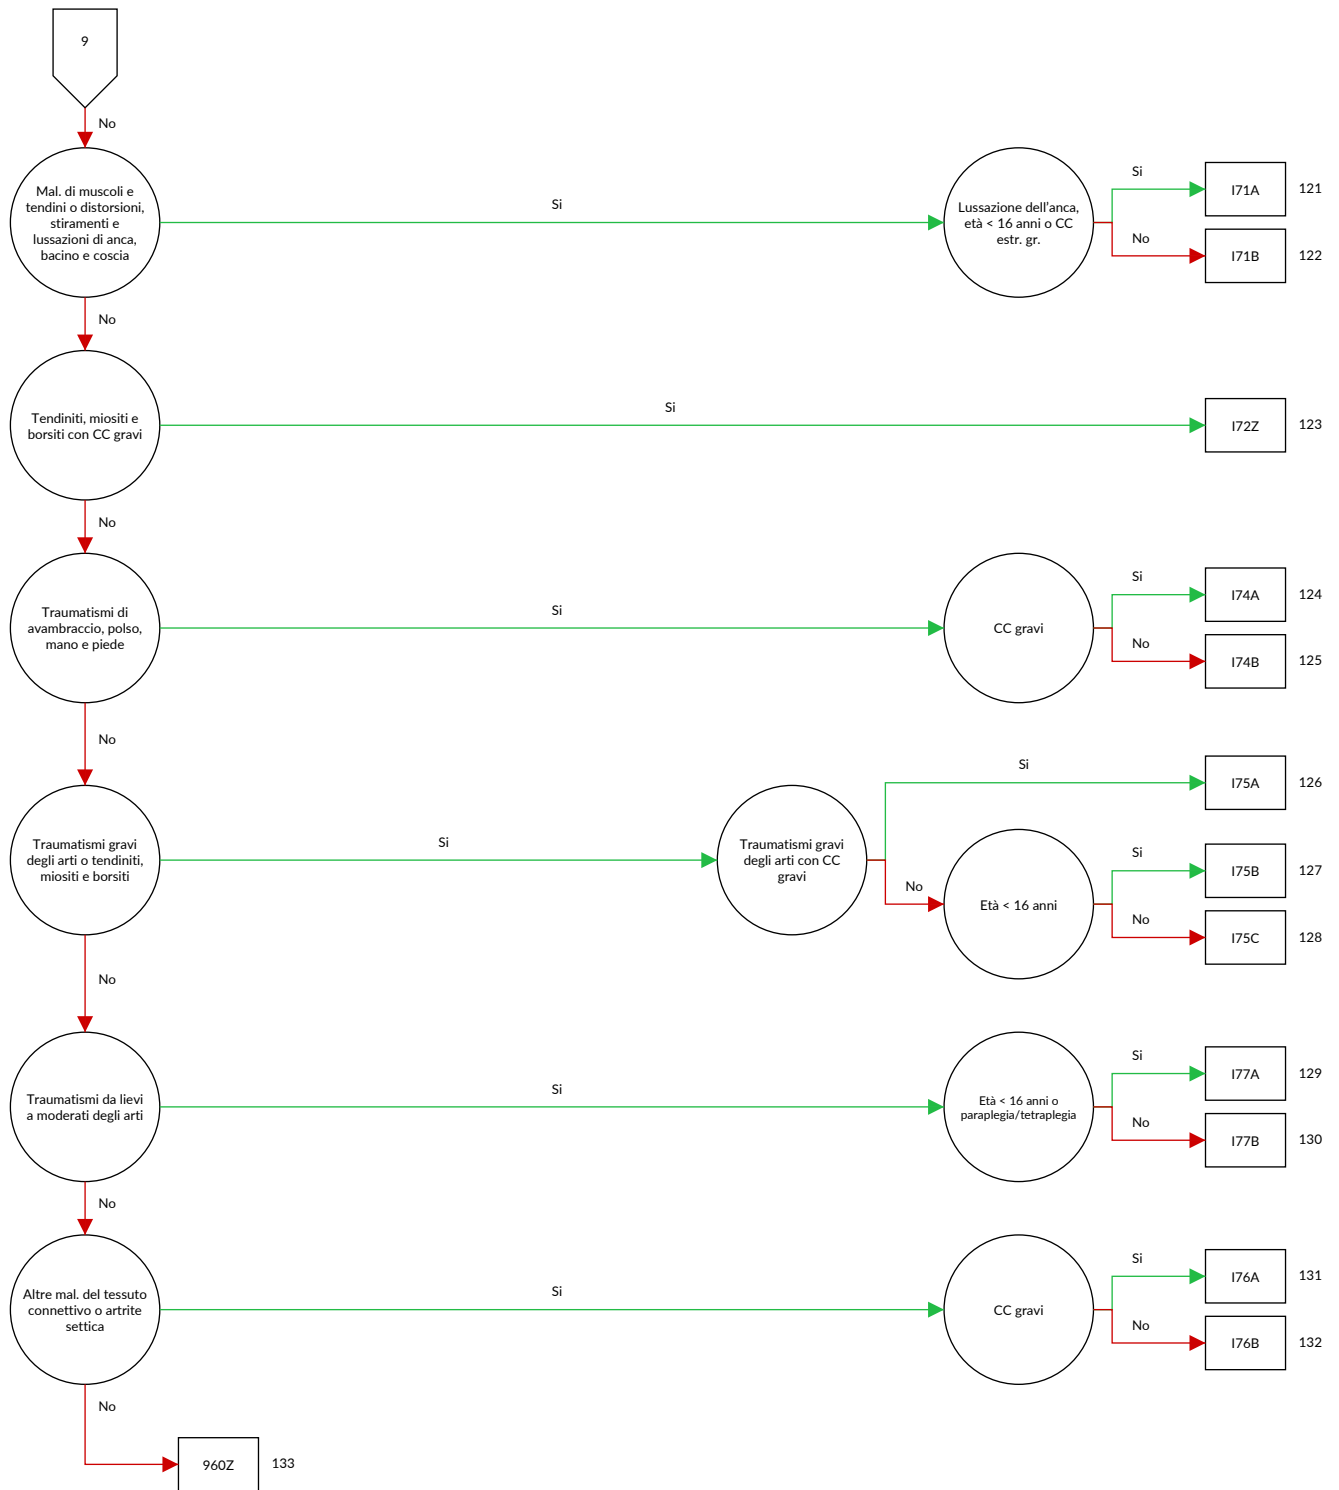 9
No
Mal. di muscoli e
tendini o distorsioni,
stiramenti e
lussazioni di anca,
bacino e coscia
Si
Lussazione dell'anca,
età < 16 anni o CC
estr. gr.
Si
I71A
121
No
I71B
122
No
Tendiniti, miositi e
borsiti con CC gravi
Si
I72Z
123
No
Traumatismi di
avambraccio, polso,
mano e piede
Si
CC gravi
Si
I74A
124
No
I74B
125
No
Traumatismi gravi
degli arti o tendiniti,
miositi e borsiti
Si
Traumatismi gravi
degli arti con CC
gravi
Si
I75A
126
No
Età < 16 anni
Si
I75B
127
No
I75C
128
No
Traumatismi da lievi
a moderati degli arti
Si
Età < 16 anni o
paraplegia/tetraplegia
Si
I77A
129
No
I77B
130
No
Altre mal. del tessuto
connettivo o artrite
settica
Si
CC gravi
Si
I76A
131
No
I76B
132
No
960Z
133